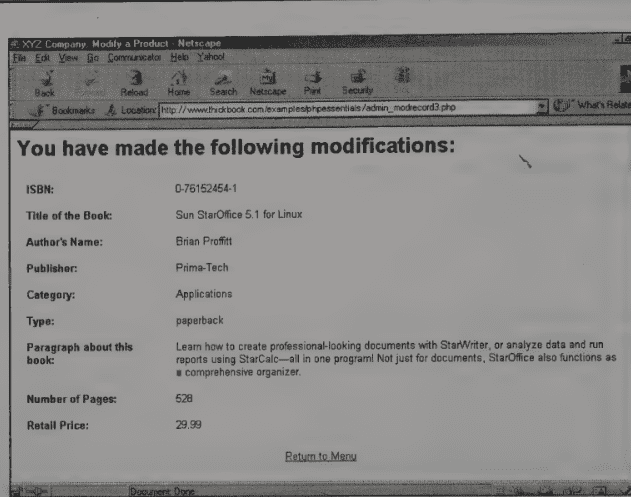 XYZ Company: Modify a Product - Netscape
File Edit View Go Communicator Help Yahoo!
Back Reload Home Search Netscape Print Security
Bookmarks Location: http://www.thickbook.com/examples/phpessentials/admin_modrecord3.php What's Relate
You have made the following modifications:
ISBN: 0-76152454-1
Title of the Book: Sun StarOffice 5.1 for Linux
Author's Name: Brian Proffitt
Publisher: Prima-Tech
Category: Applications
Type: paperback
Paragraph about this Learn how to create professional-looking documents with StarWriter, or analyze data and run
book: reports using StarCalc—all in one program! Not just for documents, StarOffice also functions as
a comprehensive organizer.
Number of Pages: 528
Retail Price: 29.99
Return to Menu
Document: Done